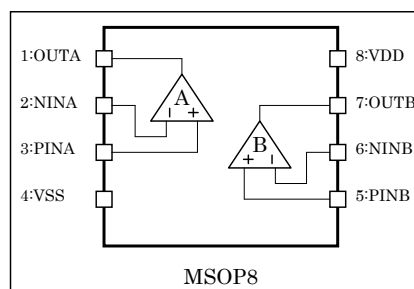 1:OUTA
2:NINA
3:PINA
4:VSS
A
- +
B
+ -
8:VDD
7:OUTB
6:NINB
5:PINB
MSOP8